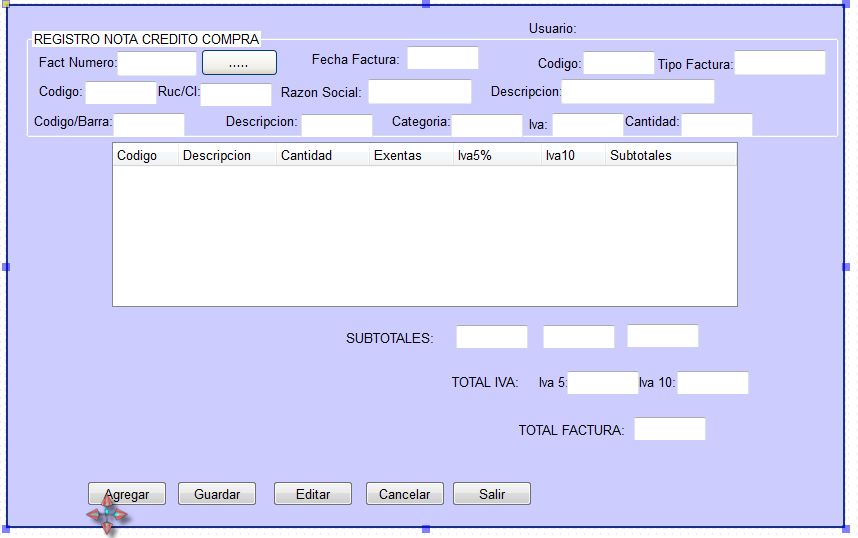 Usuario:
REGISTRO NOTA CREDITO COMPRA
Fact Numero: ..... Fecha Factura: Codigo: Tipo Factura:
Codigo: Ruc/CI: Razon Social: Descripcion:
Codigo/Barra: Descripcion: Categoria: Iva: Cantidad:
Codigo Descripcion Cantidad Exentas Iva5% Iva10 Subtotales
SUBTOTALES:
TOTAL IVA: Iva 5: Iva 10:
TOTAL FACTURA:
Agregar Guardar Editar Cancelar Salir